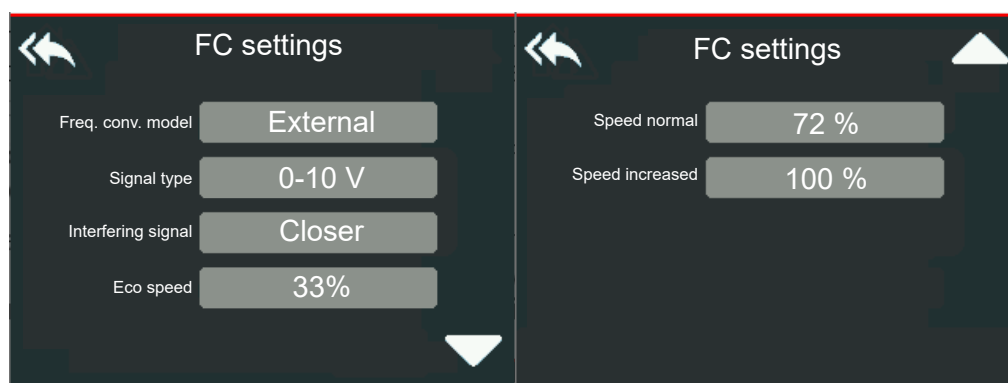 FC settings
Freq. conv. model External
Signal type 0-10 V
Interfering signal Closer
Eco speed 33%
FC settings
Speed normal 72 %
Speed increased 100 %